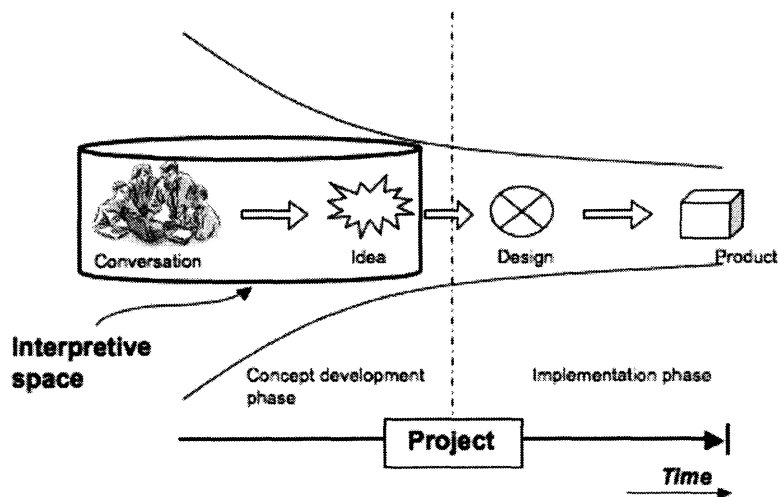 Conversation
Idea
Design
Product
Interpretive
space
Concept development
phase
Implementation phase
Project
Time